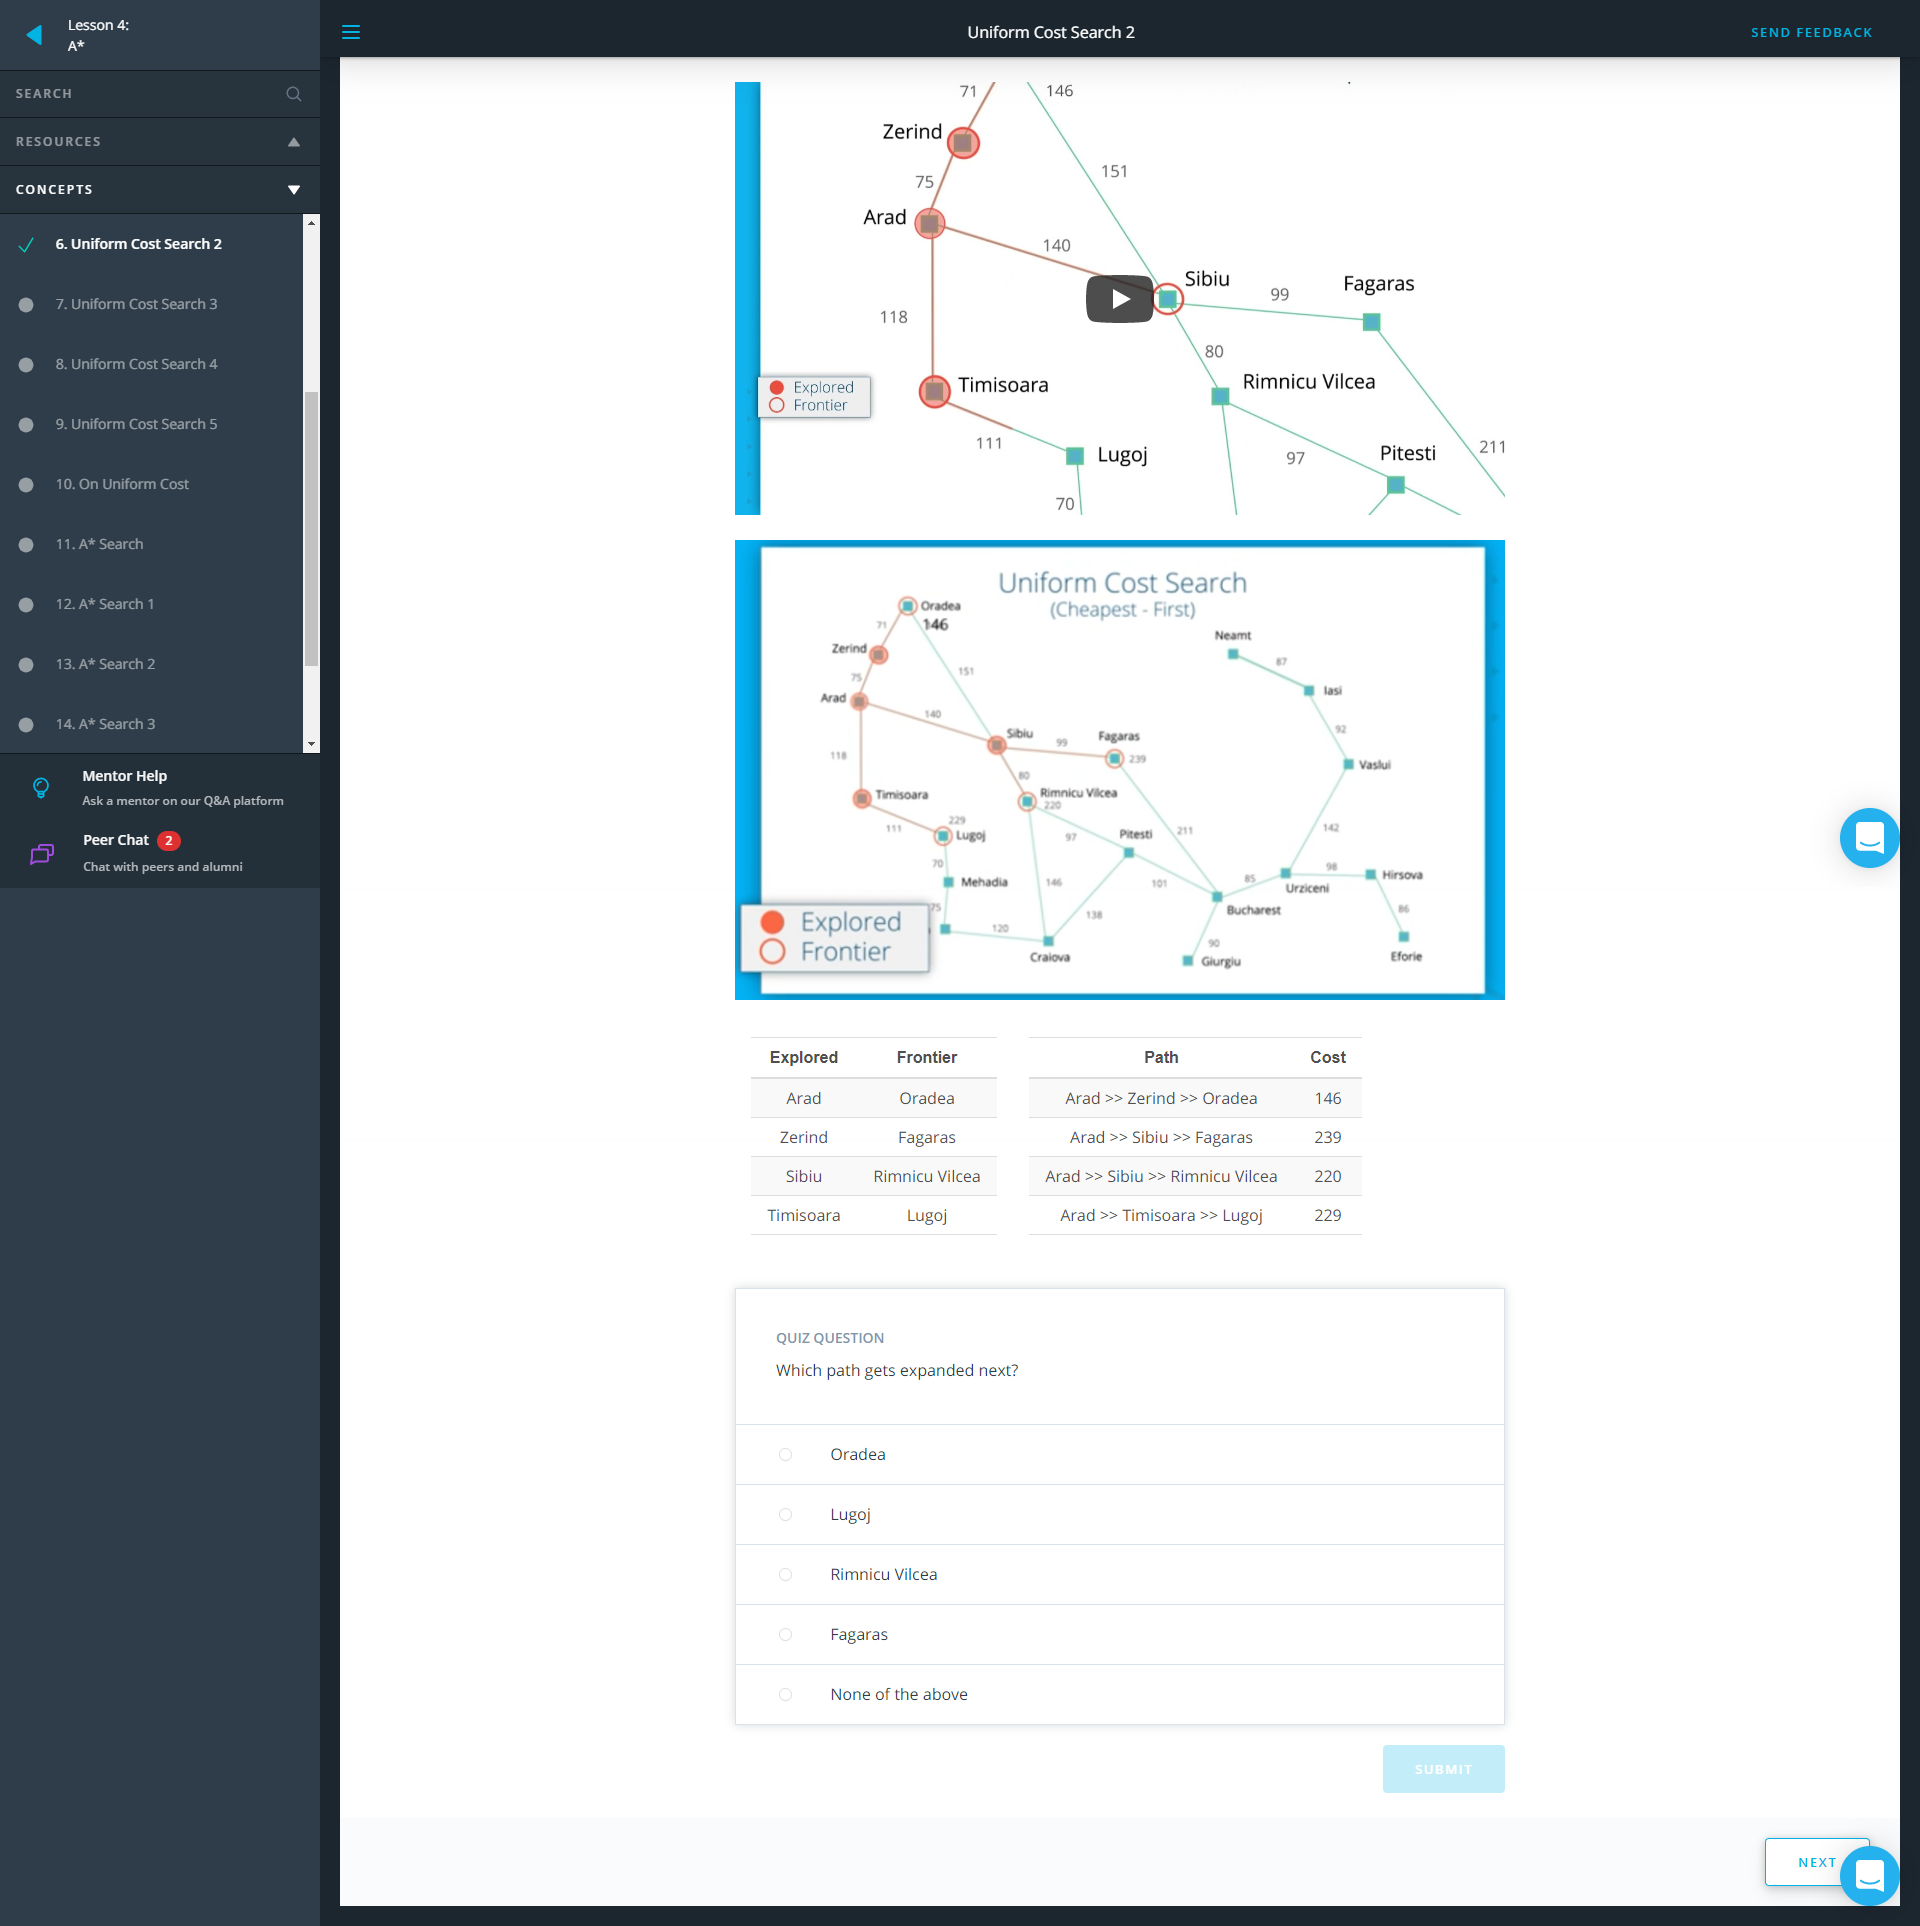 Lesson 4:
A*
SEARCH
RESOURCES
CONCEPTS
6. Uniform Cost Search 2
7. Uniform Cost Search 3
8. Uniform Cost Search 4
9. Uniform Cost Search 5
10. On Uniform Cost
11. A* Search
12. A* Search 1
13. A* Search 2
14. A* Search 3
Mentor Help
Ask a mentor on our Q&A platform
Peer Chat 2
Chat with peers and alumni
Uniform Cost Search 2
SEND FEEDBACK
71
146
Zerind
151
75
Arad
140
Sibiu
Fagaras
99
118
80
Rimnicu Vilcea
Timisoara
Explored
Frontier
111
Lugoj
97
Pitesti
211
70
Uniform Cost Search
(Cheapest - First)
Oradea
146
71
Neamt
Zerind
87
151
75
Iasi
Arad
140
92
Sibiu
99
Fagaras
118
239
Vaslui
80
Timisoara
Rimnicu Vilcea
220
229
111
Lugoj
97
Pitesti
211
142
70
98
Mehadia
146
101
85
Urziceni
Hirsova
75
Bucharest
86
138
120
Explored
Frontier
90
Craiova
Giurgiu
Eforie
Explored Frontier
Arad Oradea
Zerind Fagaras
Sibiu Rimnicu Vilcea
Timisoara Lugoj
Path Cost
Arad >> Zerind >> Oradea 146
Arad >> Sibiu >> Fagaras 239
Arad >> Sibiu >> Rimnicu Vilcea 220
Arad >> Timisoara >> Lugoj 229
QUIZ QUESTION
Which path gets expanded next?
Oradea
Lugoj
Rimnicu Vilcea
Fagaras
None of the above
SUBMIT
NEXT